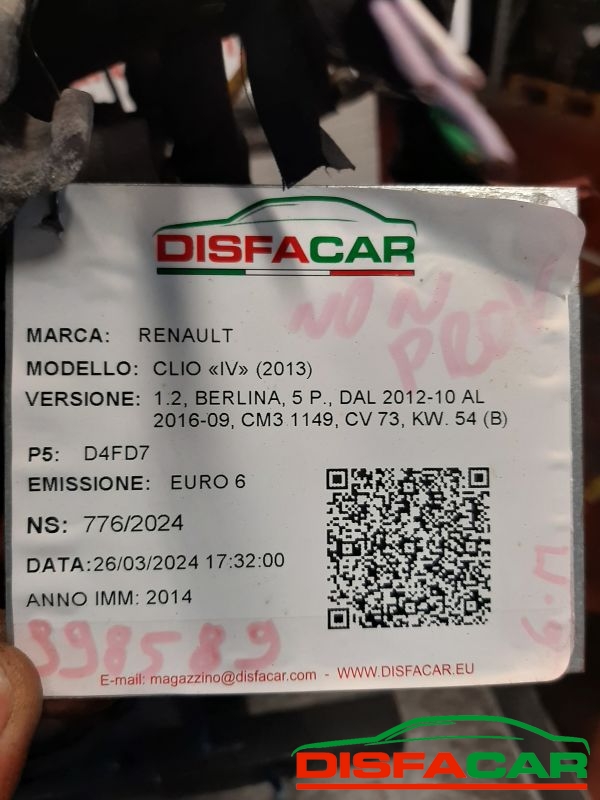 DISFACAR
NON
PROV
MARCA: RENAULT
MODELLO: CLIO «IV» (2013)
VERSIONE: 1.2, BERLINA, 5 P., DAL 2012-10 AL
2016-09, CM3 1149, CV 73, KW. 54 (B)
P5: D4FD7
EMISSIONE: EURO 6
NS: 776/2024
DATA:26/03/2024 17:32:00
ANNO IMM: 2014
398589
E-mail: magazzino@disfacar.com - WWW.DISFACAR.EU
DISFACAR